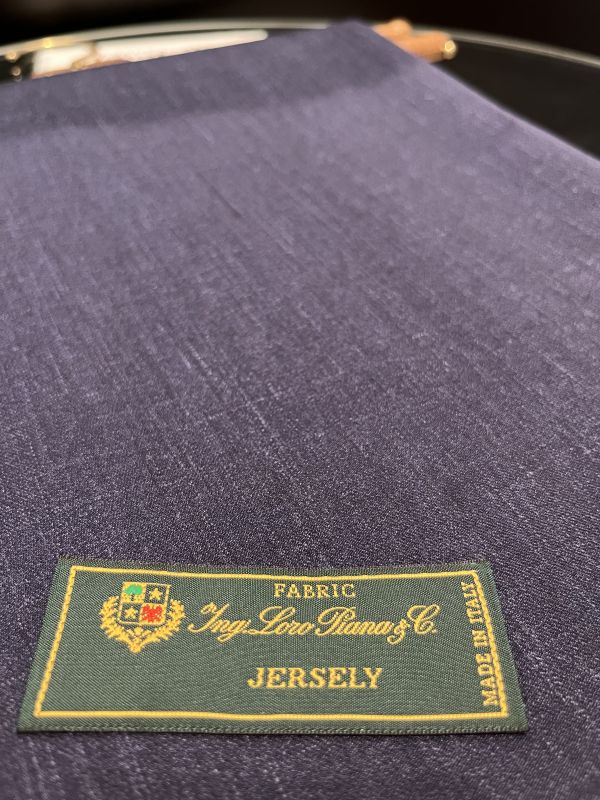 FABRIC
Ing. Loro Piana & C.
JERSELY
MADE IN ITALY